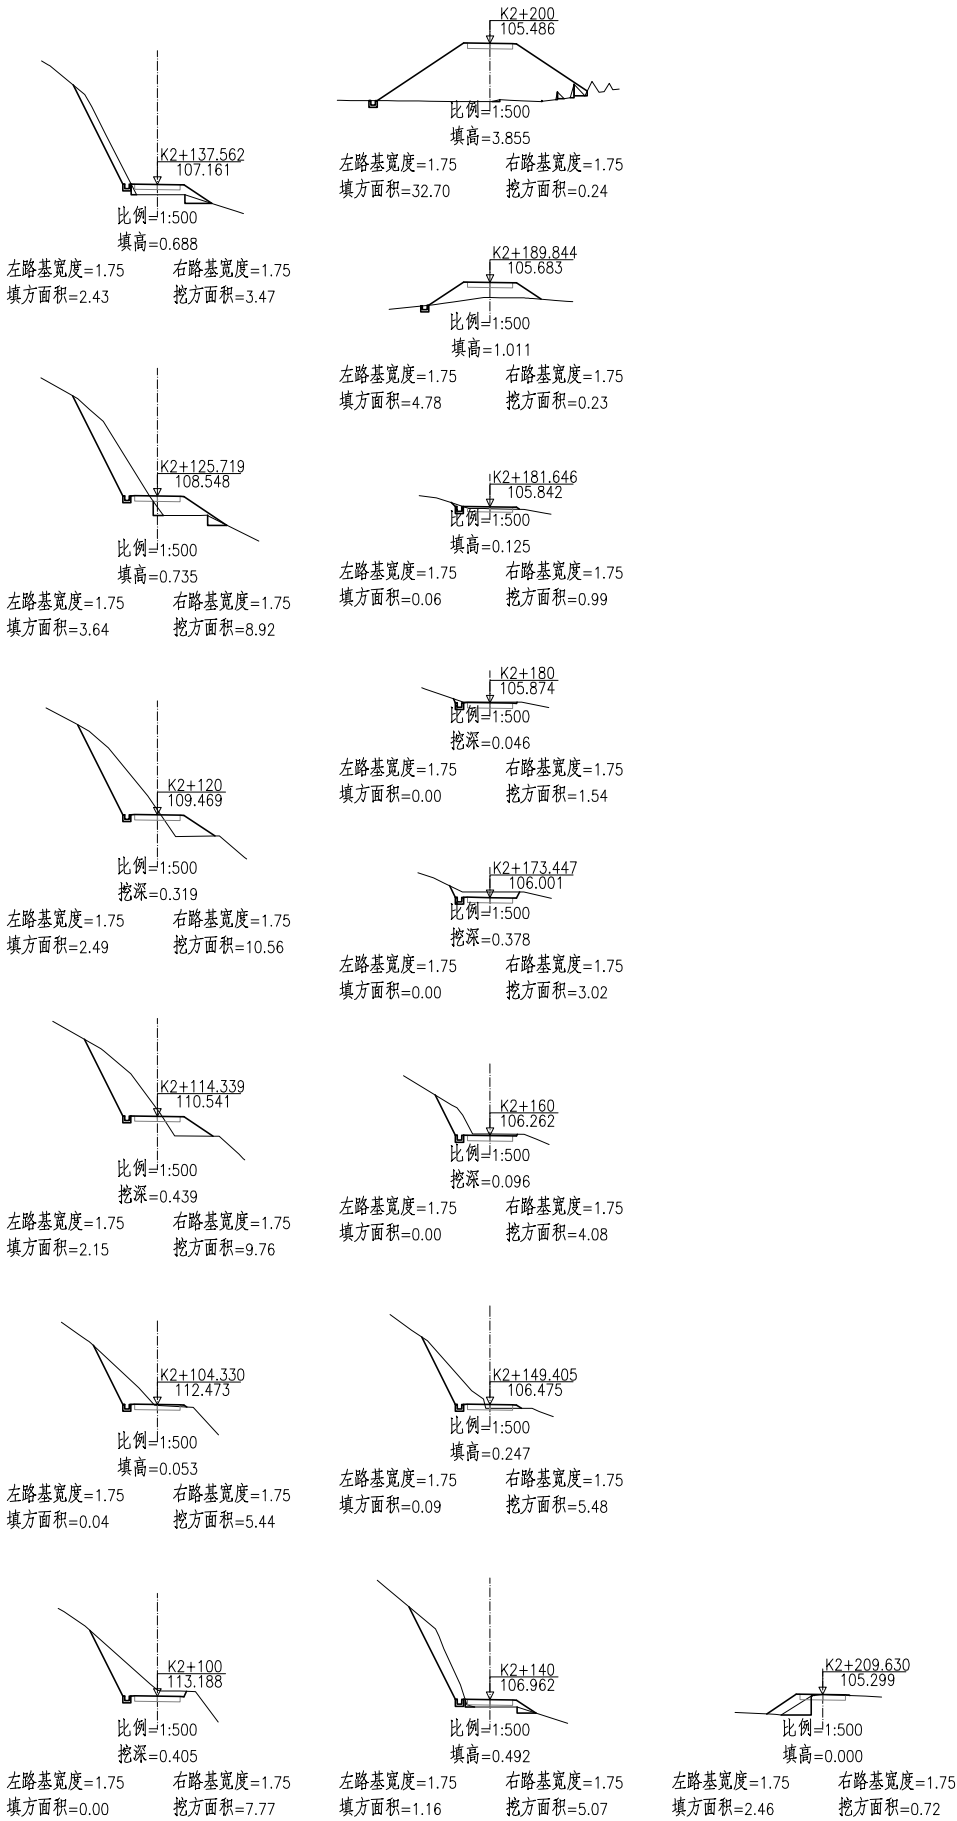 K2+137.562
107.161
比例=1:500
填高=0.688
左路基宽度=1.75 右路基宽度=1.75
填方面积=2.43 挖方面积=3.47
K2+125.719
108.548
比例=1:500
填高=0.735
左路基宽度=1.75 右路基宽度=1.75
填方面积=3.64 挖方面积=8.92
K2+120
109.469
比例=1:500
挖深=0.319
左路基宽度=1.75 右路基宽度=1.75
填方面积=2.49 挖方面积=10.56
K2+114.339
110.541
比例=1:500
挖深=0.439
左路基宽度=1.75 右路基宽度=1.75
填方面积=2.15 挖方面积=9.76
K2+104.330
112.473
比例=1:500
填高=0.053
左路基宽度=1.75 右路基宽度=1.75
填方面积=0.04 挖方面积=5.44
K2+100
113.188
比例=1:500
挖深=0.405
左路基宽度=1.75 右路基宽度=1.75
填方面积=0.00 挖方面积=7.77
K2+200
105.486
比例=1:500
填高=3.855
左路基宽度=1.75 右路基宽度=1.75
填方面积=32.70 挖方面积=0.24
K2+189.844
105.683
比例=1:500
填高=1.011
左路基宽度=1.75 右路基宽度=1.75
填方面积=4.78 挖方面积=0.23
K2+181.646
105.842
比例=1:500
填高=0.125
左路基宽度=1.75 右路基宽度=1.75
填方面积=0.06 挖方面积=0.99
K2+180
105.874
比例=1:500
挖深=0.046
左路基宽度=1.75 右路基宽度=1.75
填方面积=0.00 挖方面积=1.54
K2+173.447
106.001
比例=1:500
挖深=0.378
左路基宽度=1.75 右路基宽度=1.75
填方面积=0.00 挖方面积=3.02
K2+160
106.262
比例=1:500
挖深=0.096
左路基宽度=1.75 右路基宽度=1.75
填方面积=0.00 挖方面积=4.08
K2+149.405
106.475
比例=1:500
填高=0.247
左路基宽度=1.75 右路基宽度=1.75
填方面积=0.09 挖方面积=5.48
K2+140
106.962
比例=1:500
填高=0.492
左路基宽度=1.75 右路基宽度=1.75
填方面积=1.16 挖方面积=5.07
K2+209.630
105.299
比例=1:500
填高=0.000
左路基宽度=1.75 右路基宽度=1.75
填方面积=2.46 挖方面积=0.72